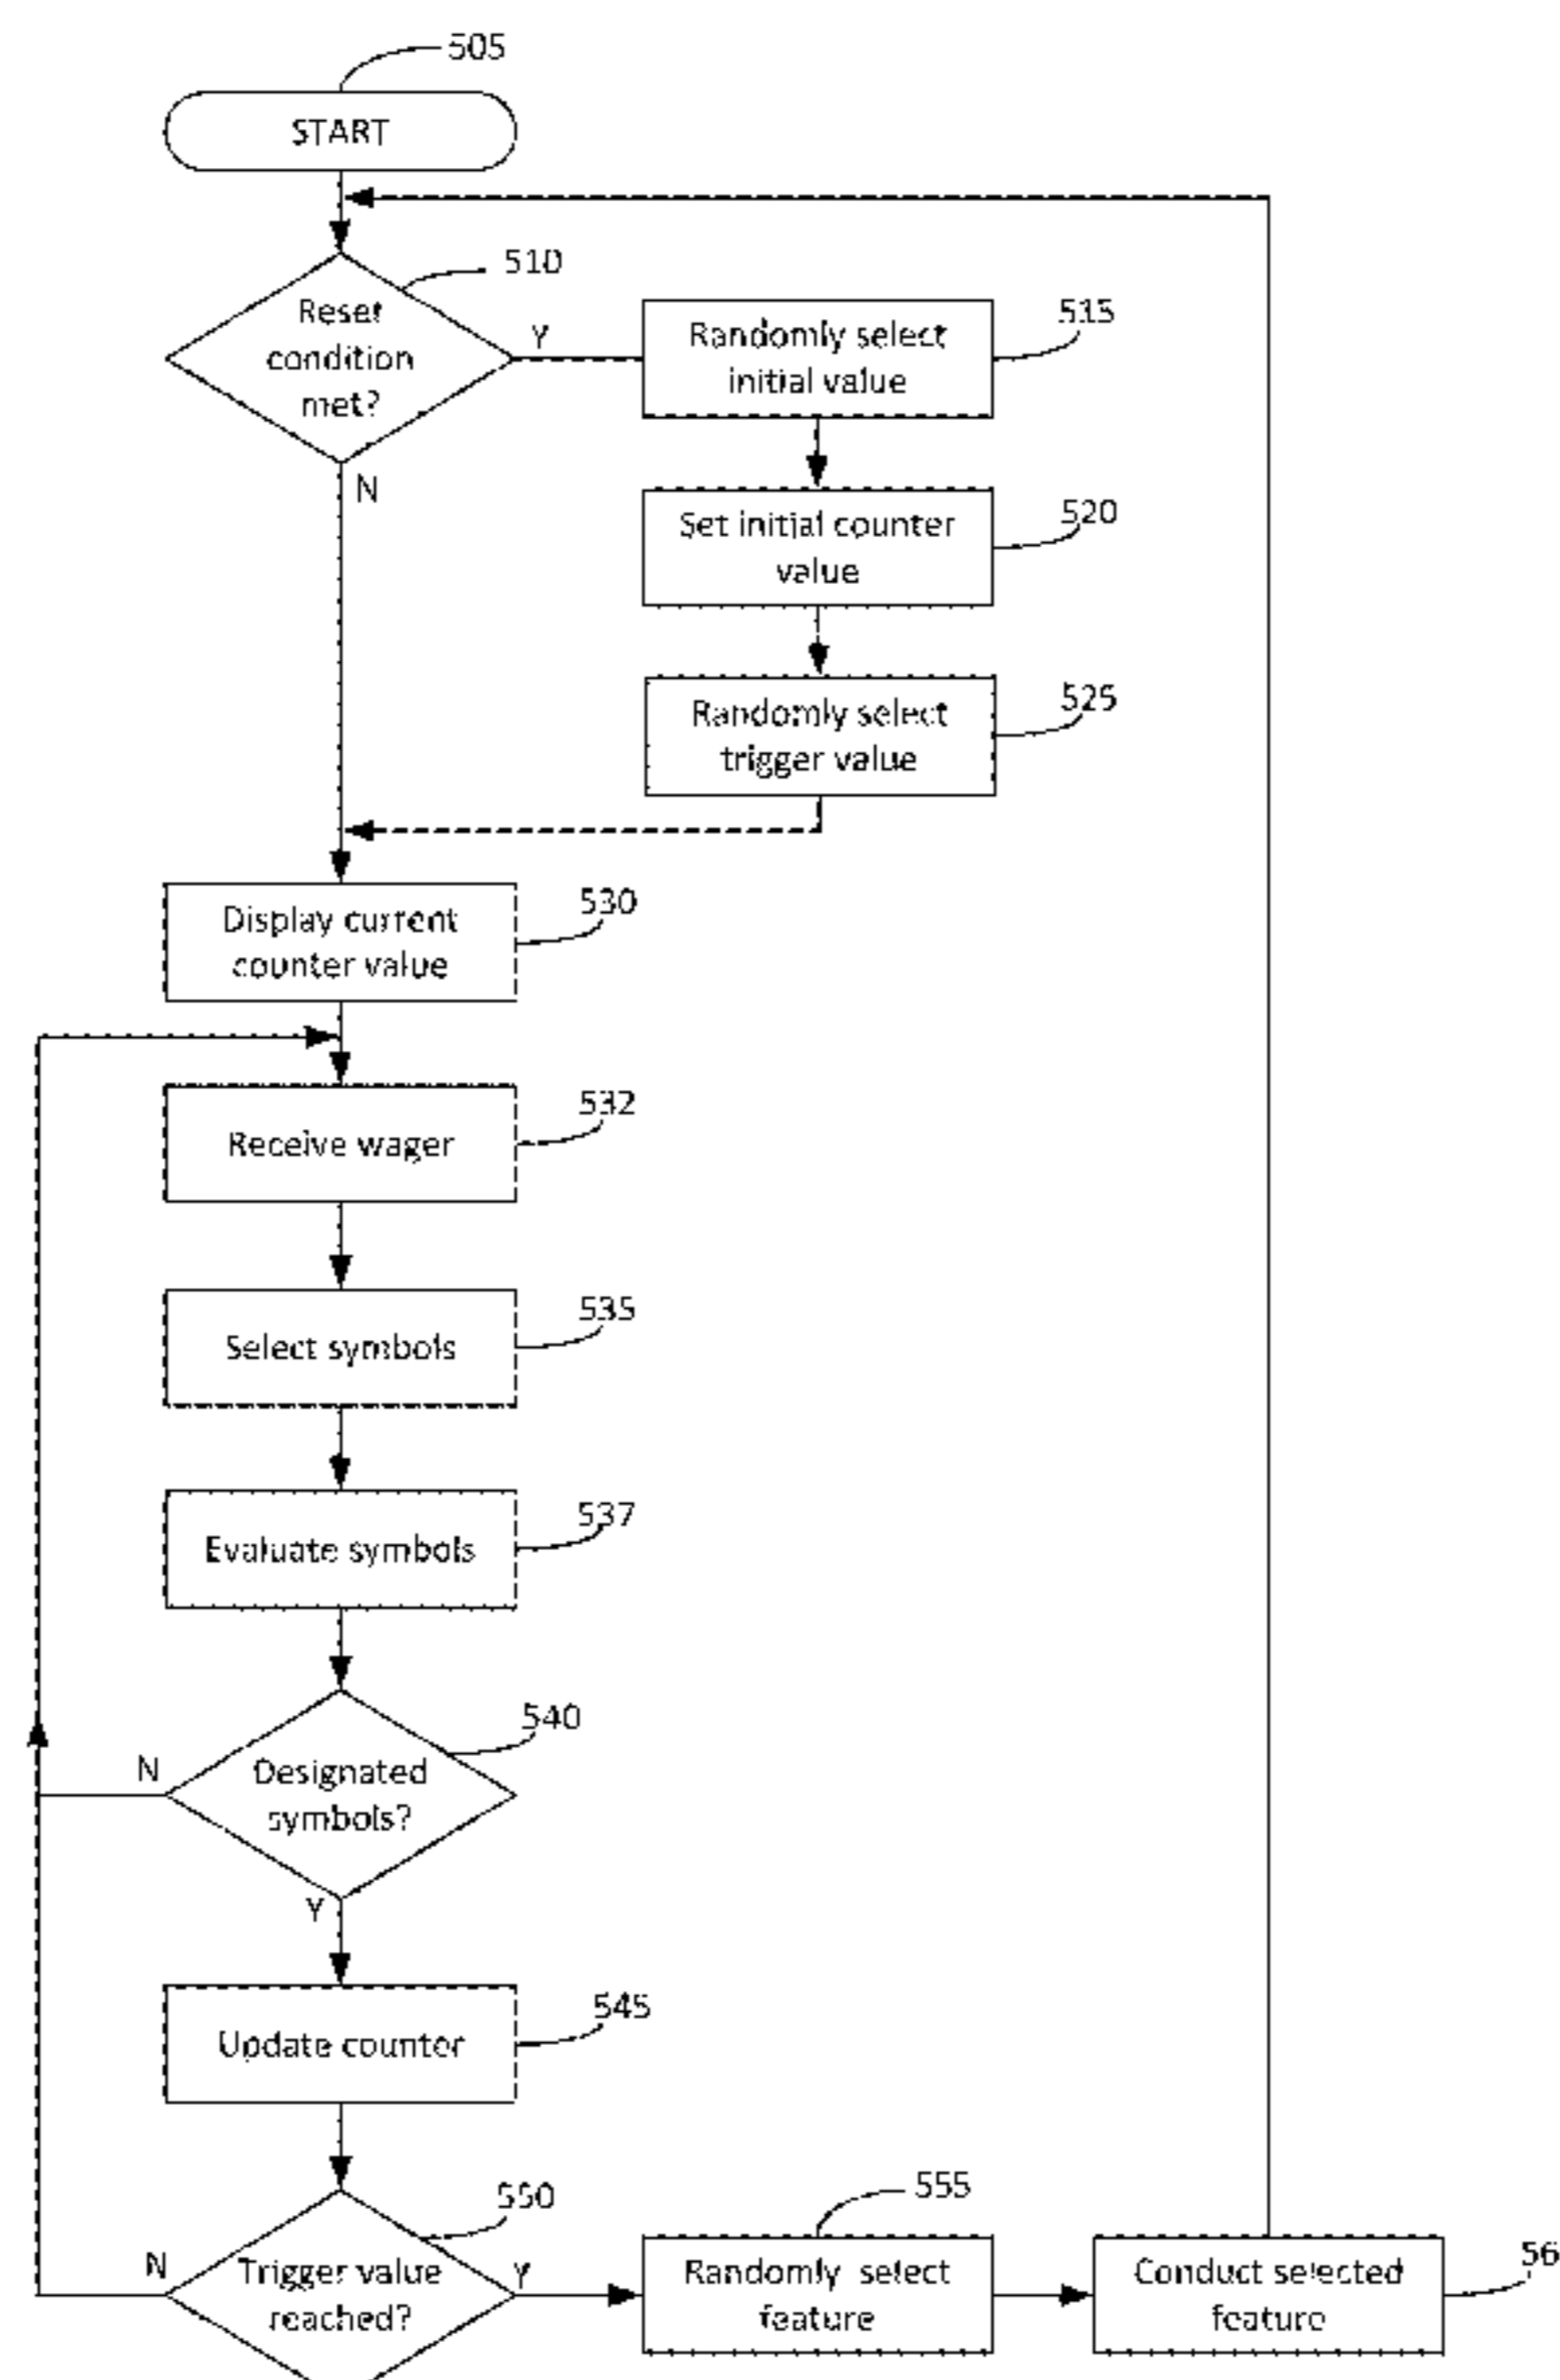 505
START
510
Reset
condition
met?
Y
N
Randomly select
initial value
515
Set initial counter
value
520
Randomly select
trigger value
525
Display current
counter value
530
Receive wager
532
Select symbols
535
Evaluate symbols
537
Designated
symbols?
540
N
Y
Update counter
545
Trigger value
reached?
550
N
Y
Randomly select
feature
555
Conduct selected
feature
56